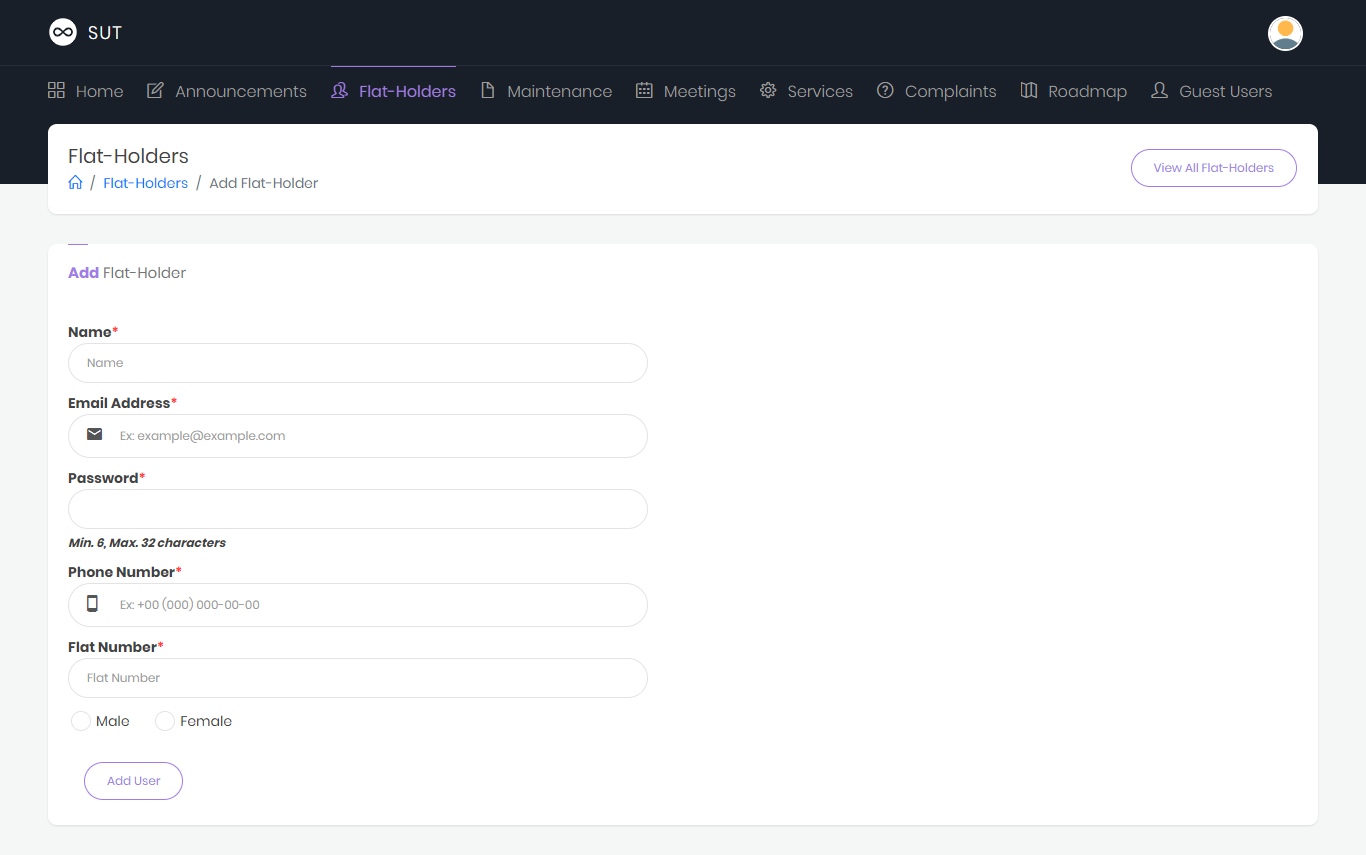 SUT
Home Announcements Flat-Holders Maintenance Meetings Services Complaints Roadmap Guest Users
Flat-Holders
/ Flat-Holders / Add Flat-Holder
View All Flat-Holders
Add Flat-Holder
Name*
Name
Email Address*
Ex: example@example.com
Password*
Min. 6, Max. 32 characters
Phone Number*
Ex: +00 (000) 000-00-00
Flat Number*
Flat Number
Male Female
Add User